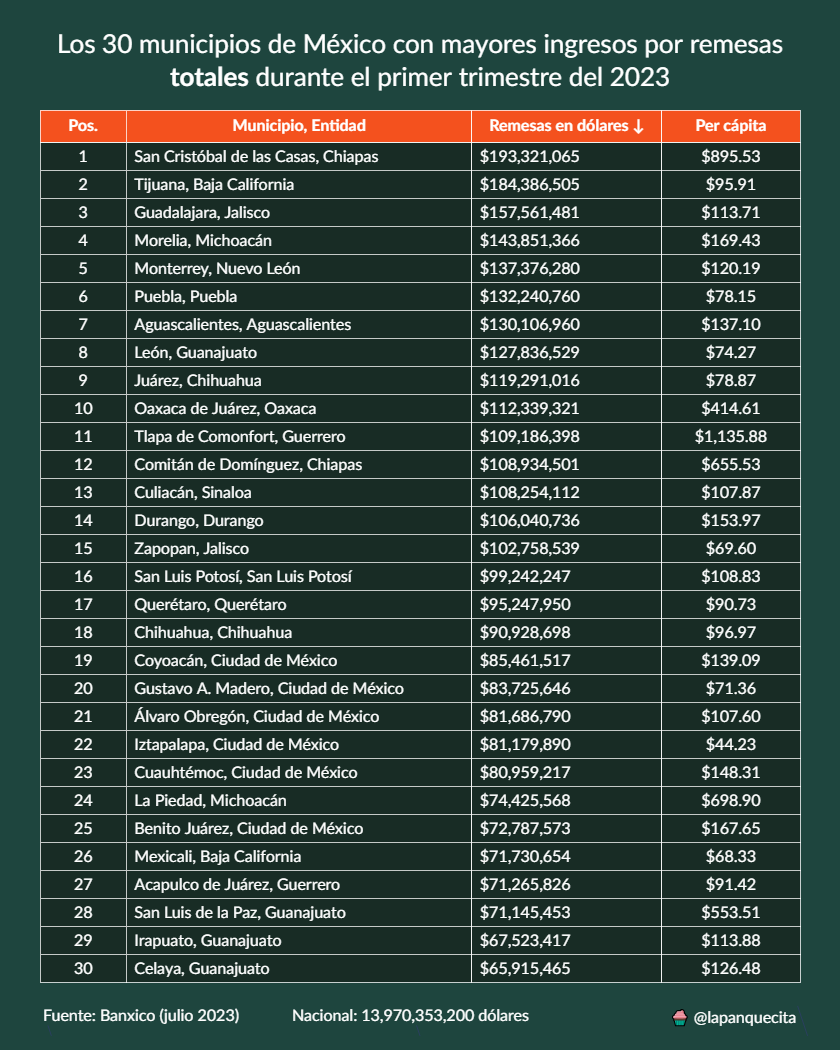 Los 30 municipios de México con mayores ingresos por remesas
totales durante el primer trimestre del 2023
Pos. Municipio, Entidad Remesas en dólares ↓ Per cápita
1 San Cristóbal de las Casas, Chiapas $193,321,065 $895.53
2 Tijuana, Baja California $184,386,505 $95.91
3 Guadalajara, Jalisco $157,561,481 $113.71
4 Morelia, Michoacán $143,851,366 $169.43
5 Monterrey, Nuevo León $137,376,280 $120.19
6 Puebla, Puebla $132,240,760 $78.15
7 Aguascalientes, Aguascalientes $130,106,960 $137.10
8 León, Guanajuato $127,836,529 $74.27
9 Juárez, Chihuahua $119,291,016 $78.87
10 Oaxaca de Juárez, Oaxaca $112,339,321 $414.61
11 Tlapa de Comonfort, Guerrero $109,186,398 $1,135.88
12 Comitán de Domínguez, Chiapas $108,934,501 $655.53
13 Culiacán, Sinaloa $108,254,112 $107.87
14 Durango, Durango $106,040,736 $153.97
15 Zapopan, Jalisco $102,758,539 $69.60
16 San Luis Potosí, San Luis Potosí $99,242,247 $108.83
17 Querétaro, Querétaro $95,247,950 $90.73
18 Chihuahua, Chihuahua $90,928,698 $96.97
19 Coyoacán, Ciudad de México $85,461,517 $139.09
20 Gustavo A. Madero, Ciudad de México $83,725,646 $71.36
21 Álvaro Obregón, Ciudad de México $81,686,790 $107.60
22 Iztapalapa, Ciudad de México $81,179,890 $44.23
23 Cuauhtémoc, Ciudad de México $80,959,217 $148.31
24 La Piedad, Michoacán $74,425,568 $698.90
25 Benito Juárez, Ciudad de México $72,787,573 $167.65
26 Mexicali, Baja California $71,730,654 $68.33
27 Acapulco de Juárez, Guerrero $71,265,826 $91.42
28 San Luis de la Paz, Guanajuato $71,145,453 $553.51
29 Irapuato, Guanajuato $67,523,417 $113.88
30 Celaya, Guanajuato $65,915,465 $126.48
Fuente: Banxico (julio 2023) Nacional: 13,970,353,200 dólares @lapanquecita